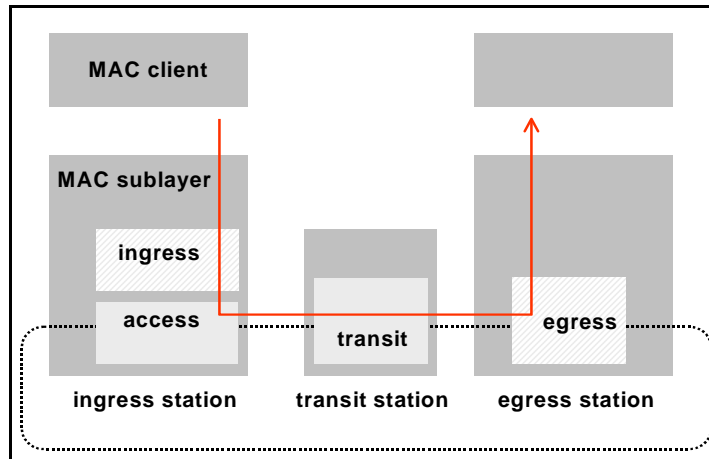 MAC client
MAC sublayer
ingress
access
transit
egress
ingress station
transit station
egress station